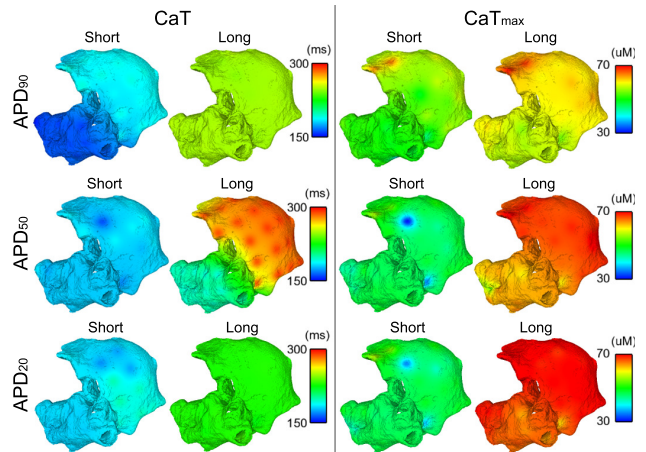 CaT
CaTmax
Short
Long
(ms)
300
150
Short
Long
(uM)
70
30
APD90
Short
Long
(ms)
300
150
Short
Long
(uM)
70
30
APD50
Short
Long
(ms)
300
150
Short
Long
(uM)
70
30
APD20